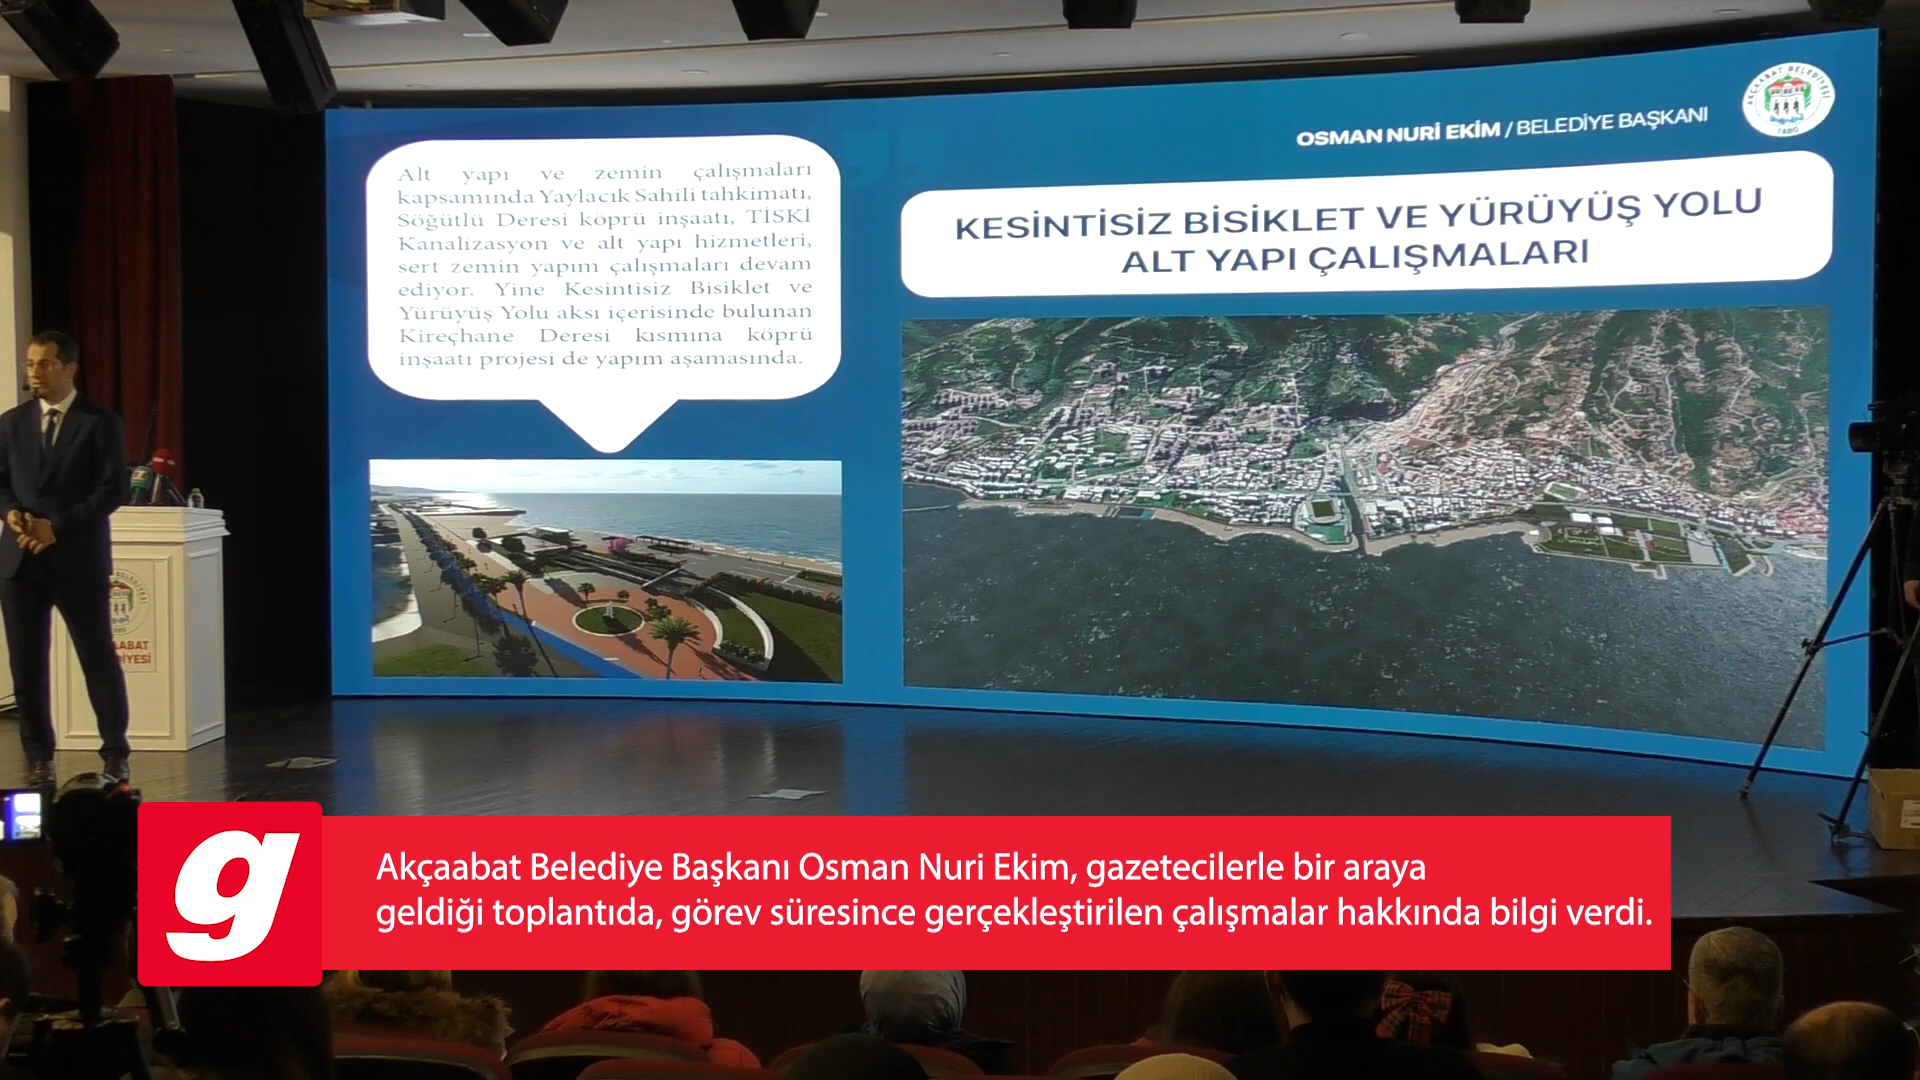 OSMAN NURİ EKİM / BELEDİYE BAŞKANI
AKÇAABAT BELEDİYESİ
Alt yapı ve zemin çalışmaları
kapsamında Yaylacık Sahili tahkimatı,
Söğütlü Deresi köprü inşaatı, TİSKİ
Kanalizasyon ve alt yapı hizmetleri,
sert zemin yapım çalışmaları devam
ediyor. Yine Kesintisiz Bisiklet ve
Yürüyüş Yolu aksı içerisinde bulunan
Kireçhane Deresi kısmına köprü
inşaatı projesi de yapım aşamasında.
KESİNTİSİZ BİSİKLET VE YÜRÜYÜŞ YOLU
ALT YAPI ÇALIŞMALARI
g
Akçaabat Belediye Başkanı Osman Nuri Ekim, gazetecilerle bir araya
geldiği toplantıda, görev süresince gerçekleştirilen çalışmalar hakkında bilgi verdi.